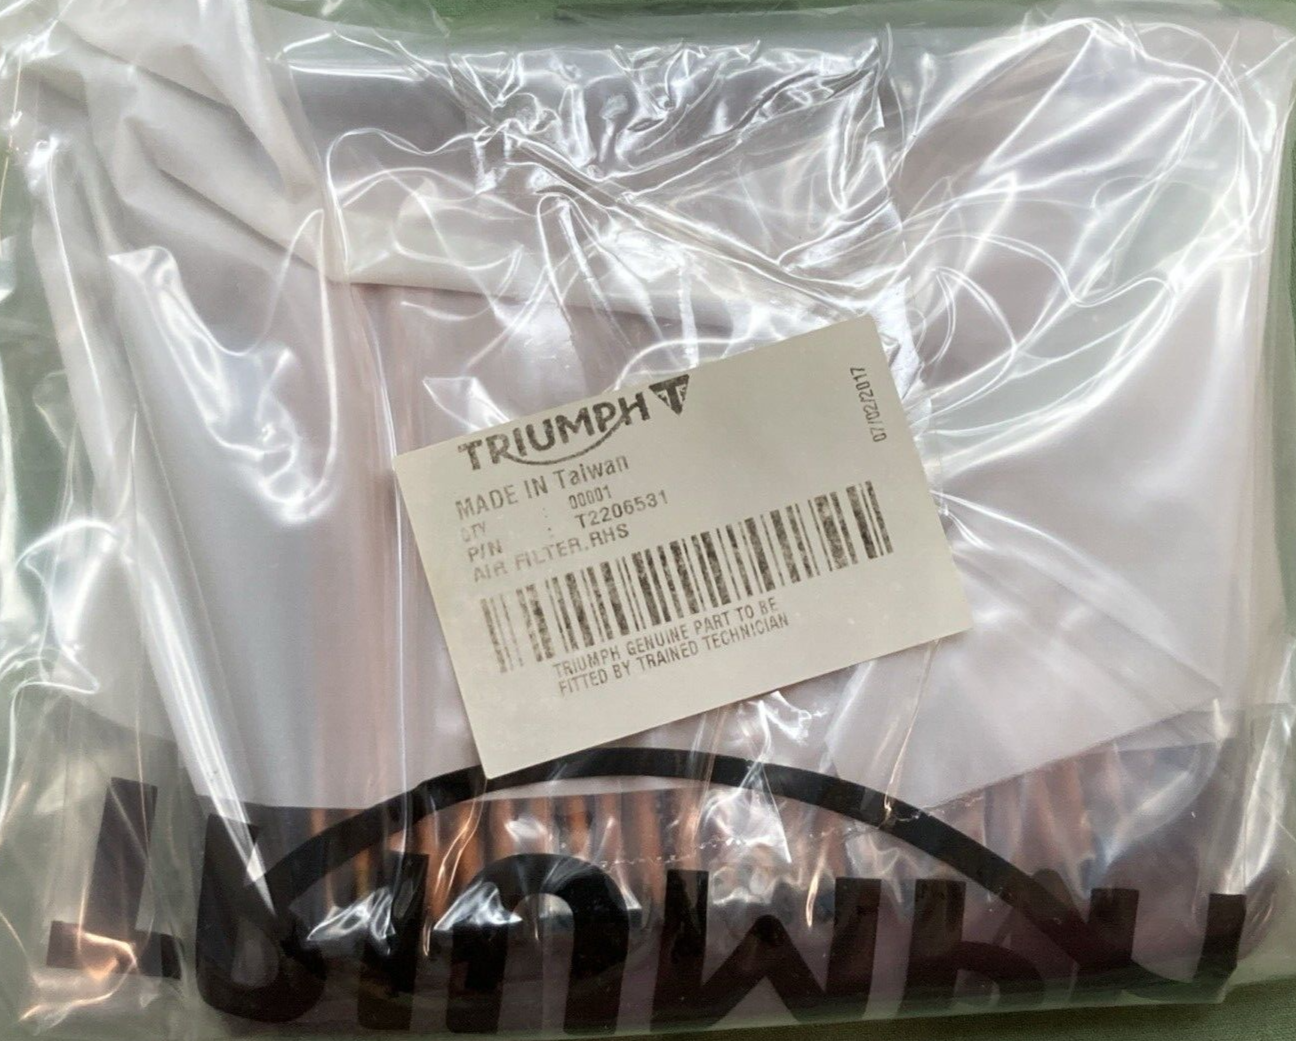 TRIUMPH T
MADE IN Taiwan
QTY : 00001
P/N : T2206531
AIR FILTER.RHS
07/02/2017
TRIUMPH GENUINE PART TO BE
FITTED BY TRAINED TECHNICIAN
TRIUMPH